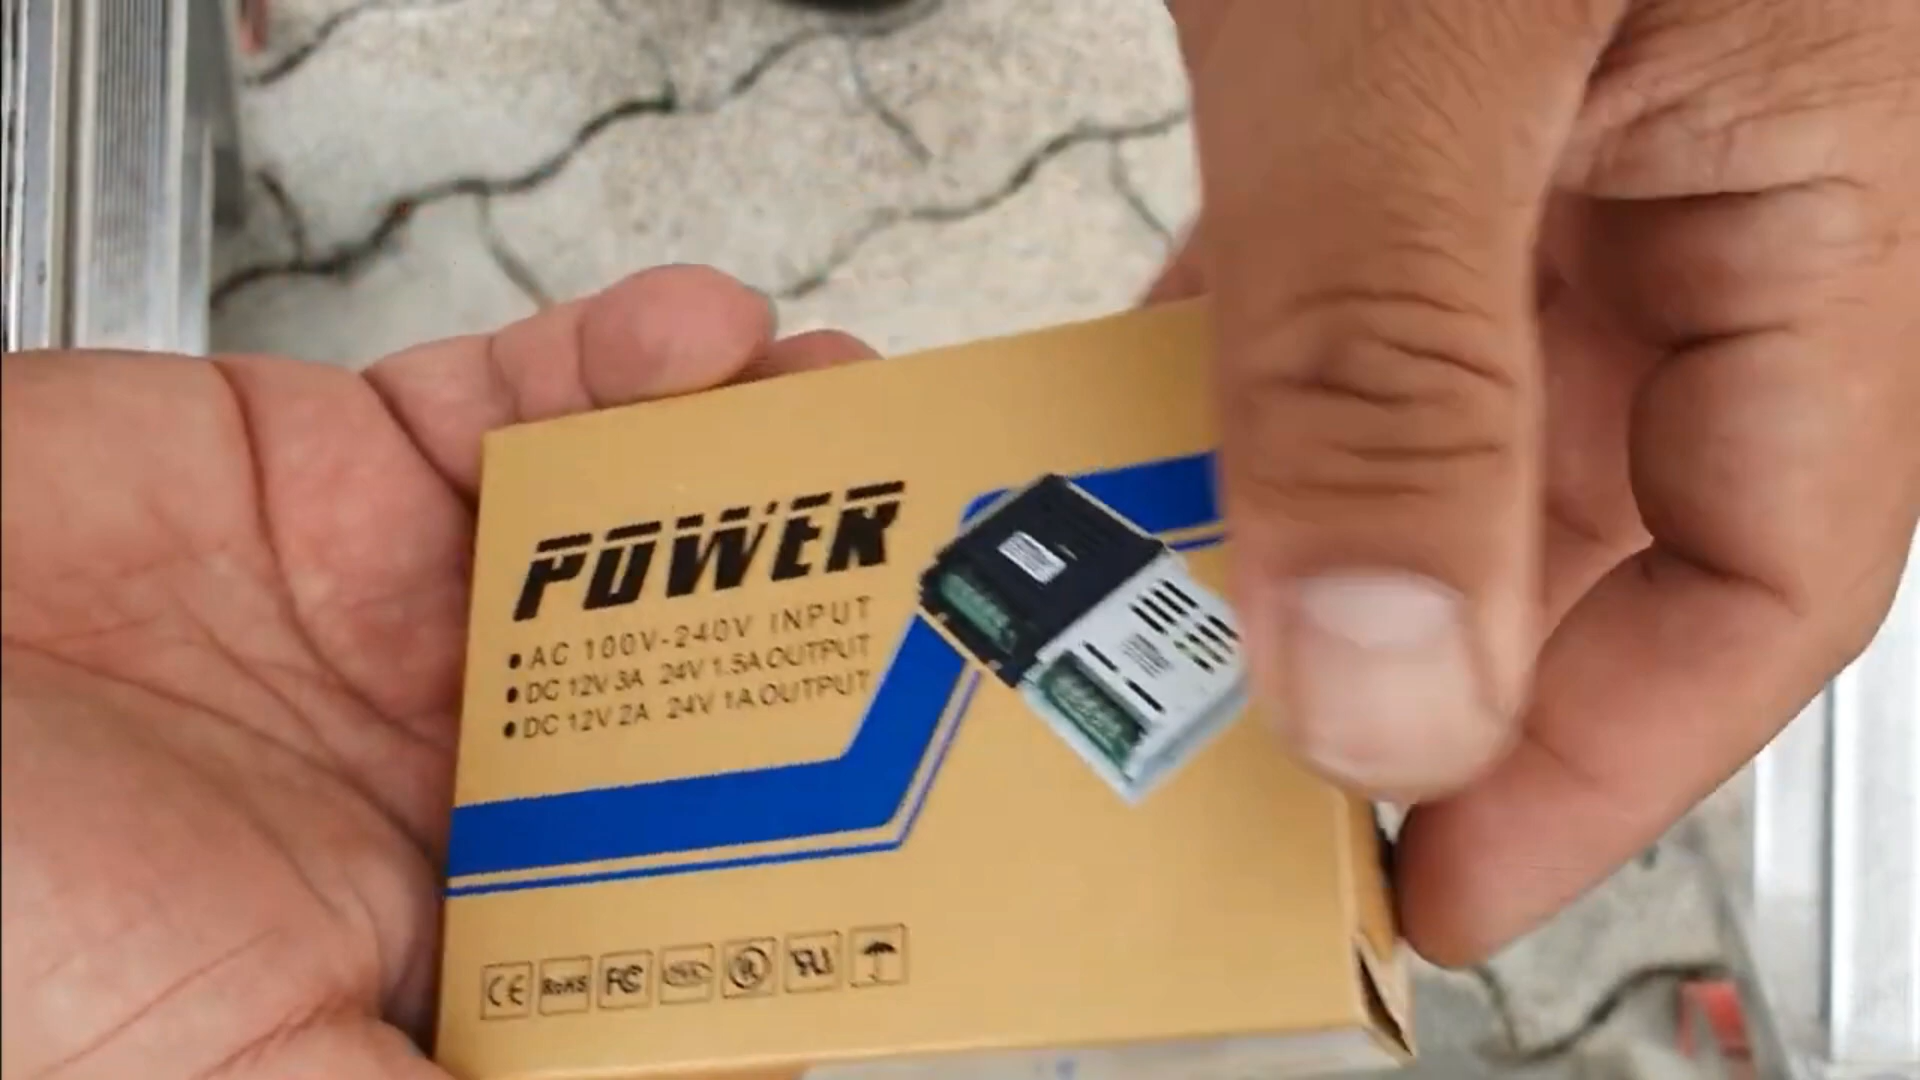 POWER
●AC 100V-240V INPUT
●DC 12V 3A 24V 1.5A OUTPUT
●DC 12V 2A 24V 1A OUTPUT
CE RoHS FC UL